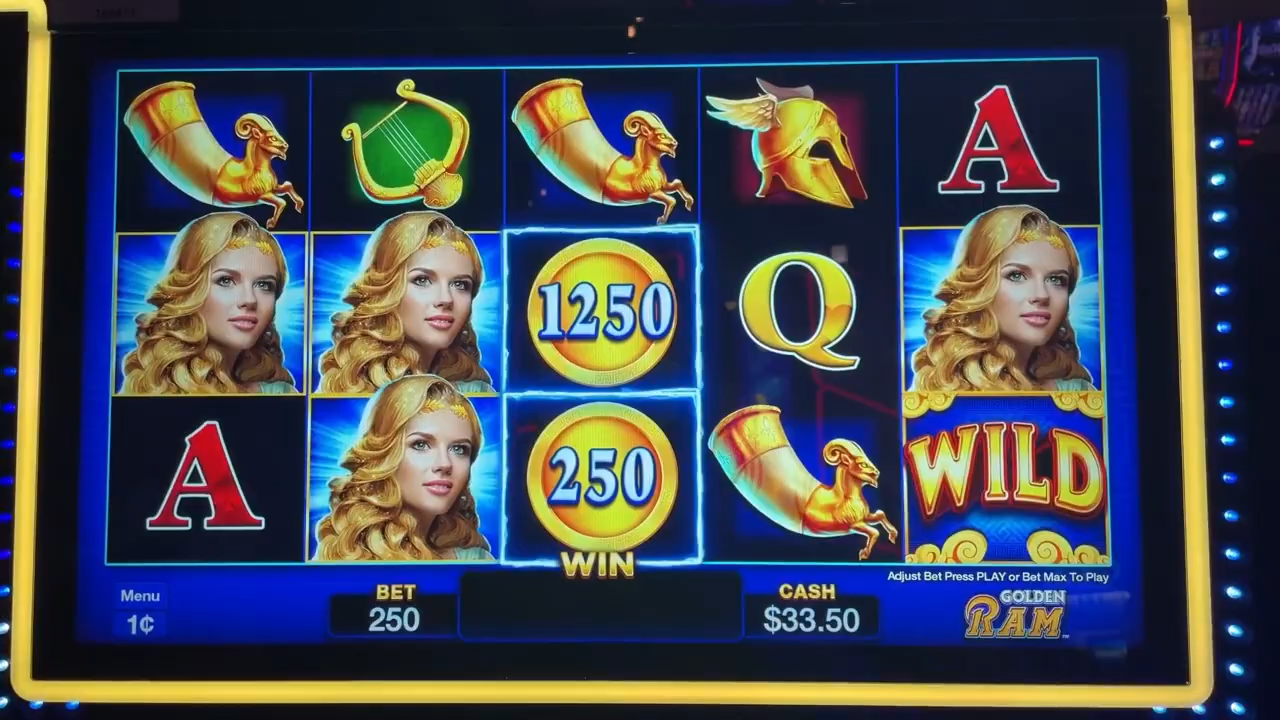 A
1250
Q
A
250
WILD
WIN
Adjust Bet Press PLAY or Bet Max To Play
Menu
1¢
BET
250
CASH
$33.50
GOLDEN
RAM™